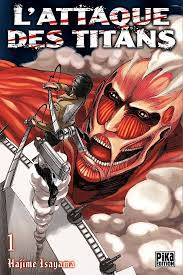 L'ATTAQUE
DES TITANS
1
Hajime Isayama
Pika
ÉDITION